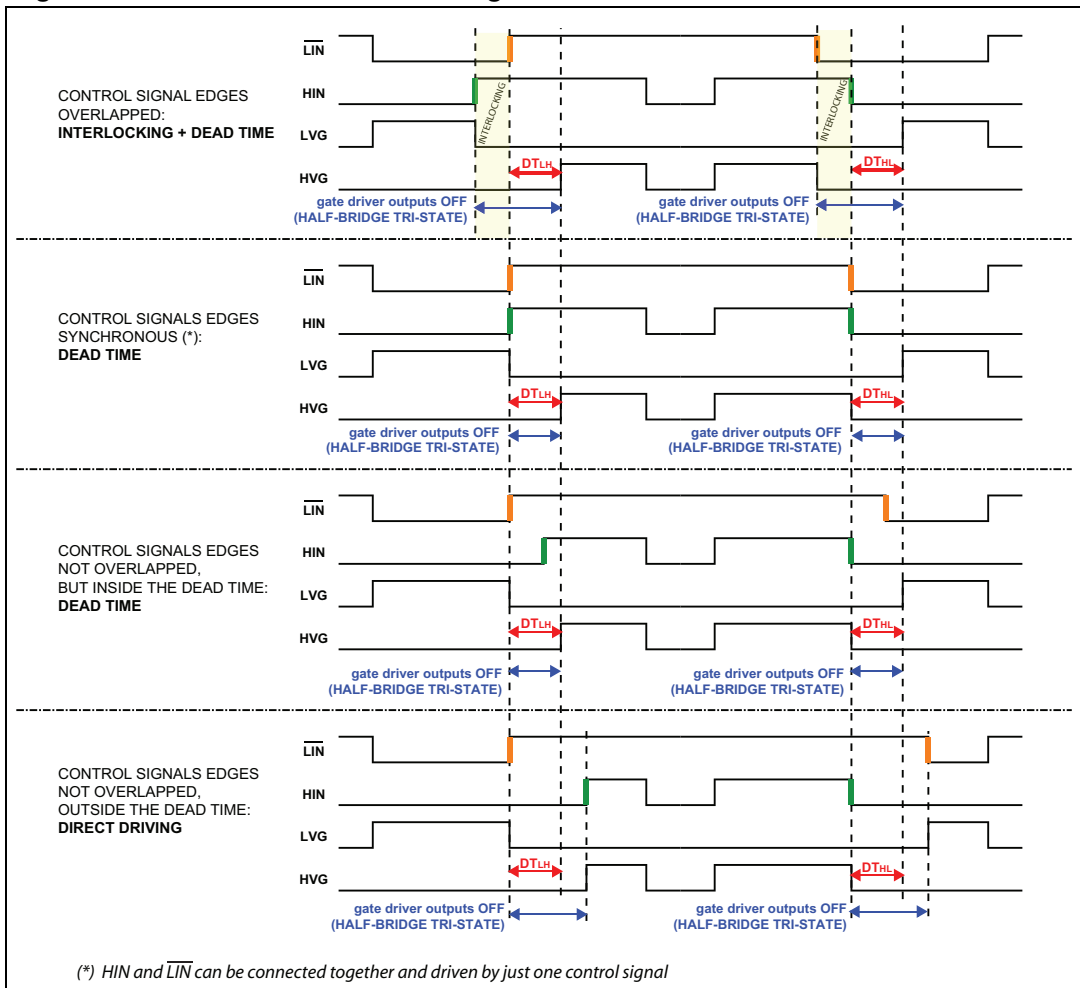 LIN
HIN
LVG
HVG
CONTROL SIGNAL EDGES
OVERLAPPED:
INTERLOCKING + DEAD TIME
INTERLOCKING
INTERLOCKING
DTLH
DTHL
gate driver outputs OFF
(HALF-BRIDGE TRI-STATE)
gate driver outputs OFF
(HALF-BRIDGE TRI-STATE)
LIN
HIN
LVG
HVG
CONTROL SIGNALS EDGES
SYNCHRONOUS (*):
DEAD TIME
DTLH
DTHL
gate driver outputs OFF
(HALF-BRIDGE TRI-STATE)
gate driver outputs OFF
(HALF-BRIDGE TRI-STATE)
LIN
HIN
LVG
HVG
CONTROL SIGNALS EDGES
NOT OVERLAPPED,
BUT INSIDE THE DEAD TIME:
DEAD TIME
DTLH
DTHL
gate driver outputs OFF
(HALF-BRIDGE TRI-STATE)
gate driver outputs OFF
(HALF-BRIDGE TRI-STATE)
LIN
HIN
LVG
HVG
CONTROL SIGNALS EDGES
NOT OVERLAPPED,
OUTSIDE THE DEAD TIME:
DIRECT DRIVING
DTLH
DTHL
gate driver outputs OFF
(HALF-BRIDGE TRI-STATE)
gate driver outputs OFF
(HALF-BRIDGE TRI-STATE)
(*) HIN and LIN can be connected together and driven by just one control signal